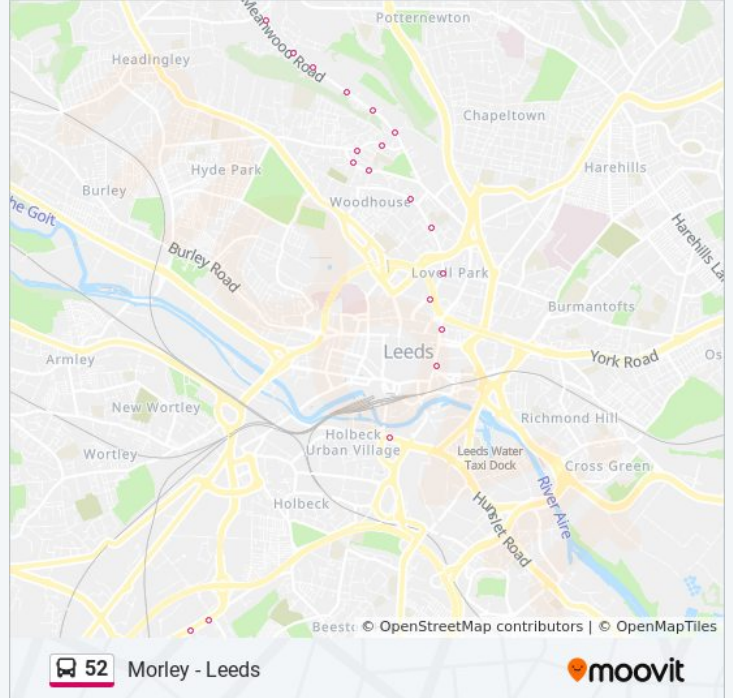 Meanwood Road
Potternewton
Headingley
Chapeltown
Hyde Park
Harehills
Burley
Woodhouse
he Goit
Harehills La
Burley Road
Lovell Park
Burmantofts
Leeds
York Road
Os
Armley
New Wortley
Richmond Hill
Holbeck
Urban Village
Wortley
Leeds Water
Taxi Dock
Cross Green
River Aire
Holbeck
Hunslet Road
Beesto
© OpenStreetMap contributors | © OpenMapTiles
52 Morley - Leeds
moovit